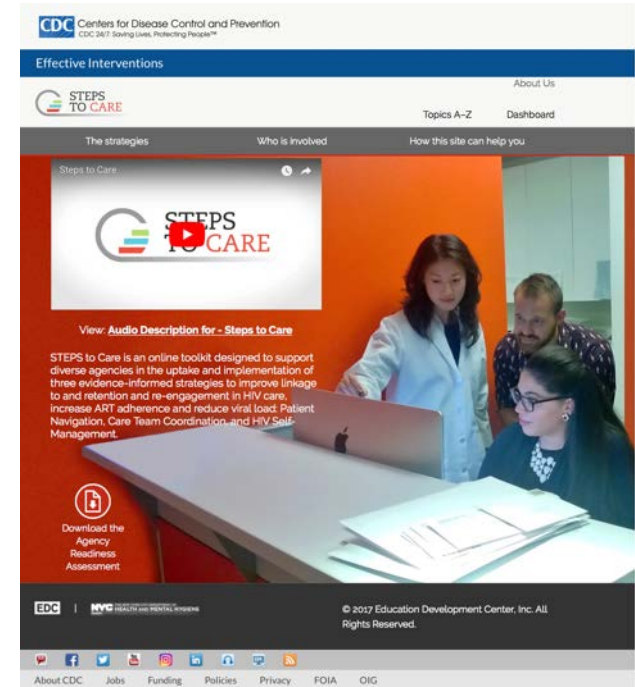 CDC Centers for Disease Control and Prevention
CDC 24/7: Saving Lives, Protecting People™
Effective Interventions
About Us
STEPS
TO CARE
Topics A–Z Dashboard
The strategies Who is involved How this site can help you
Steps to Care
STEPS
TO CARE
View: Audio Description for - Steps to Care
STEPS to Care is an online toolkit designed to support
diverse agencies in the uptake and implementation of
three evidence-informed strategies to improve linkage
to and retention and re-engagement in HIV care,
increase ART adherence and reduce viral load: Patient
Navigation, Care Team Coordination, and HIV Self-
Management.
Download the
Agency
Readiness
Assessment
EDC | NYC HEALTH AND MENTAL HYGIENE
© 2017 Education Development Center, Inc. All
Rights Reserved.
About CDC Jobs Funding Policies Privacy FOIA OIG